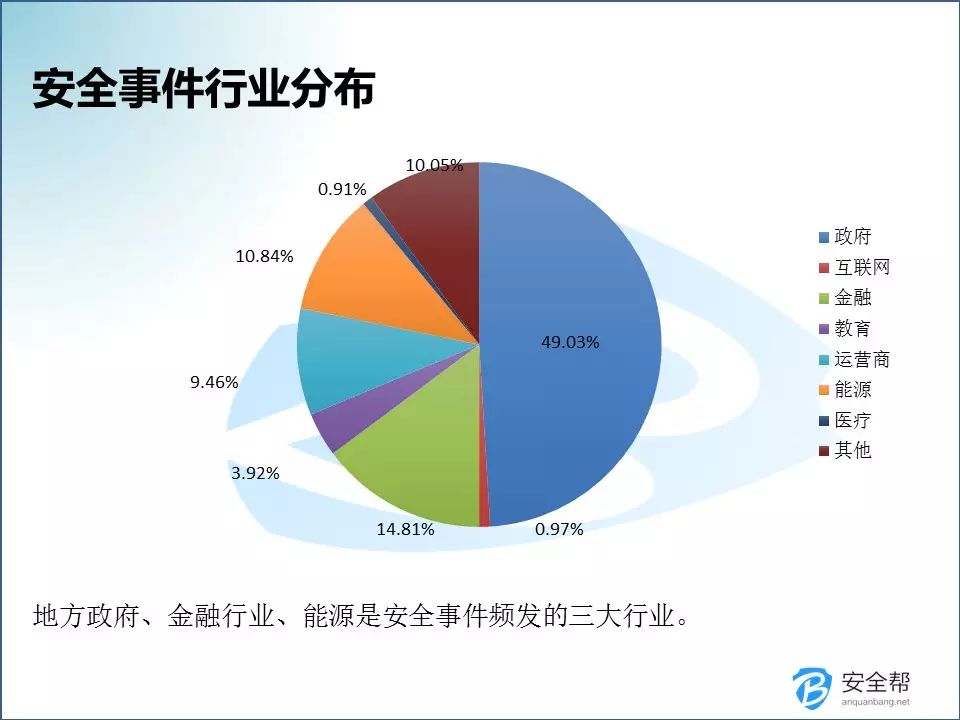 安全事件行业分布
10.05%
0.91%
10.84%
49.03%
9.46%
3.92%
14.81%
0.97%
政府
互联网
金融
教育
运营商
能源
医疗
其他
地方政府、金融行业、能源是安全事件频发的三大行业。
安全帮
anquanbang.net